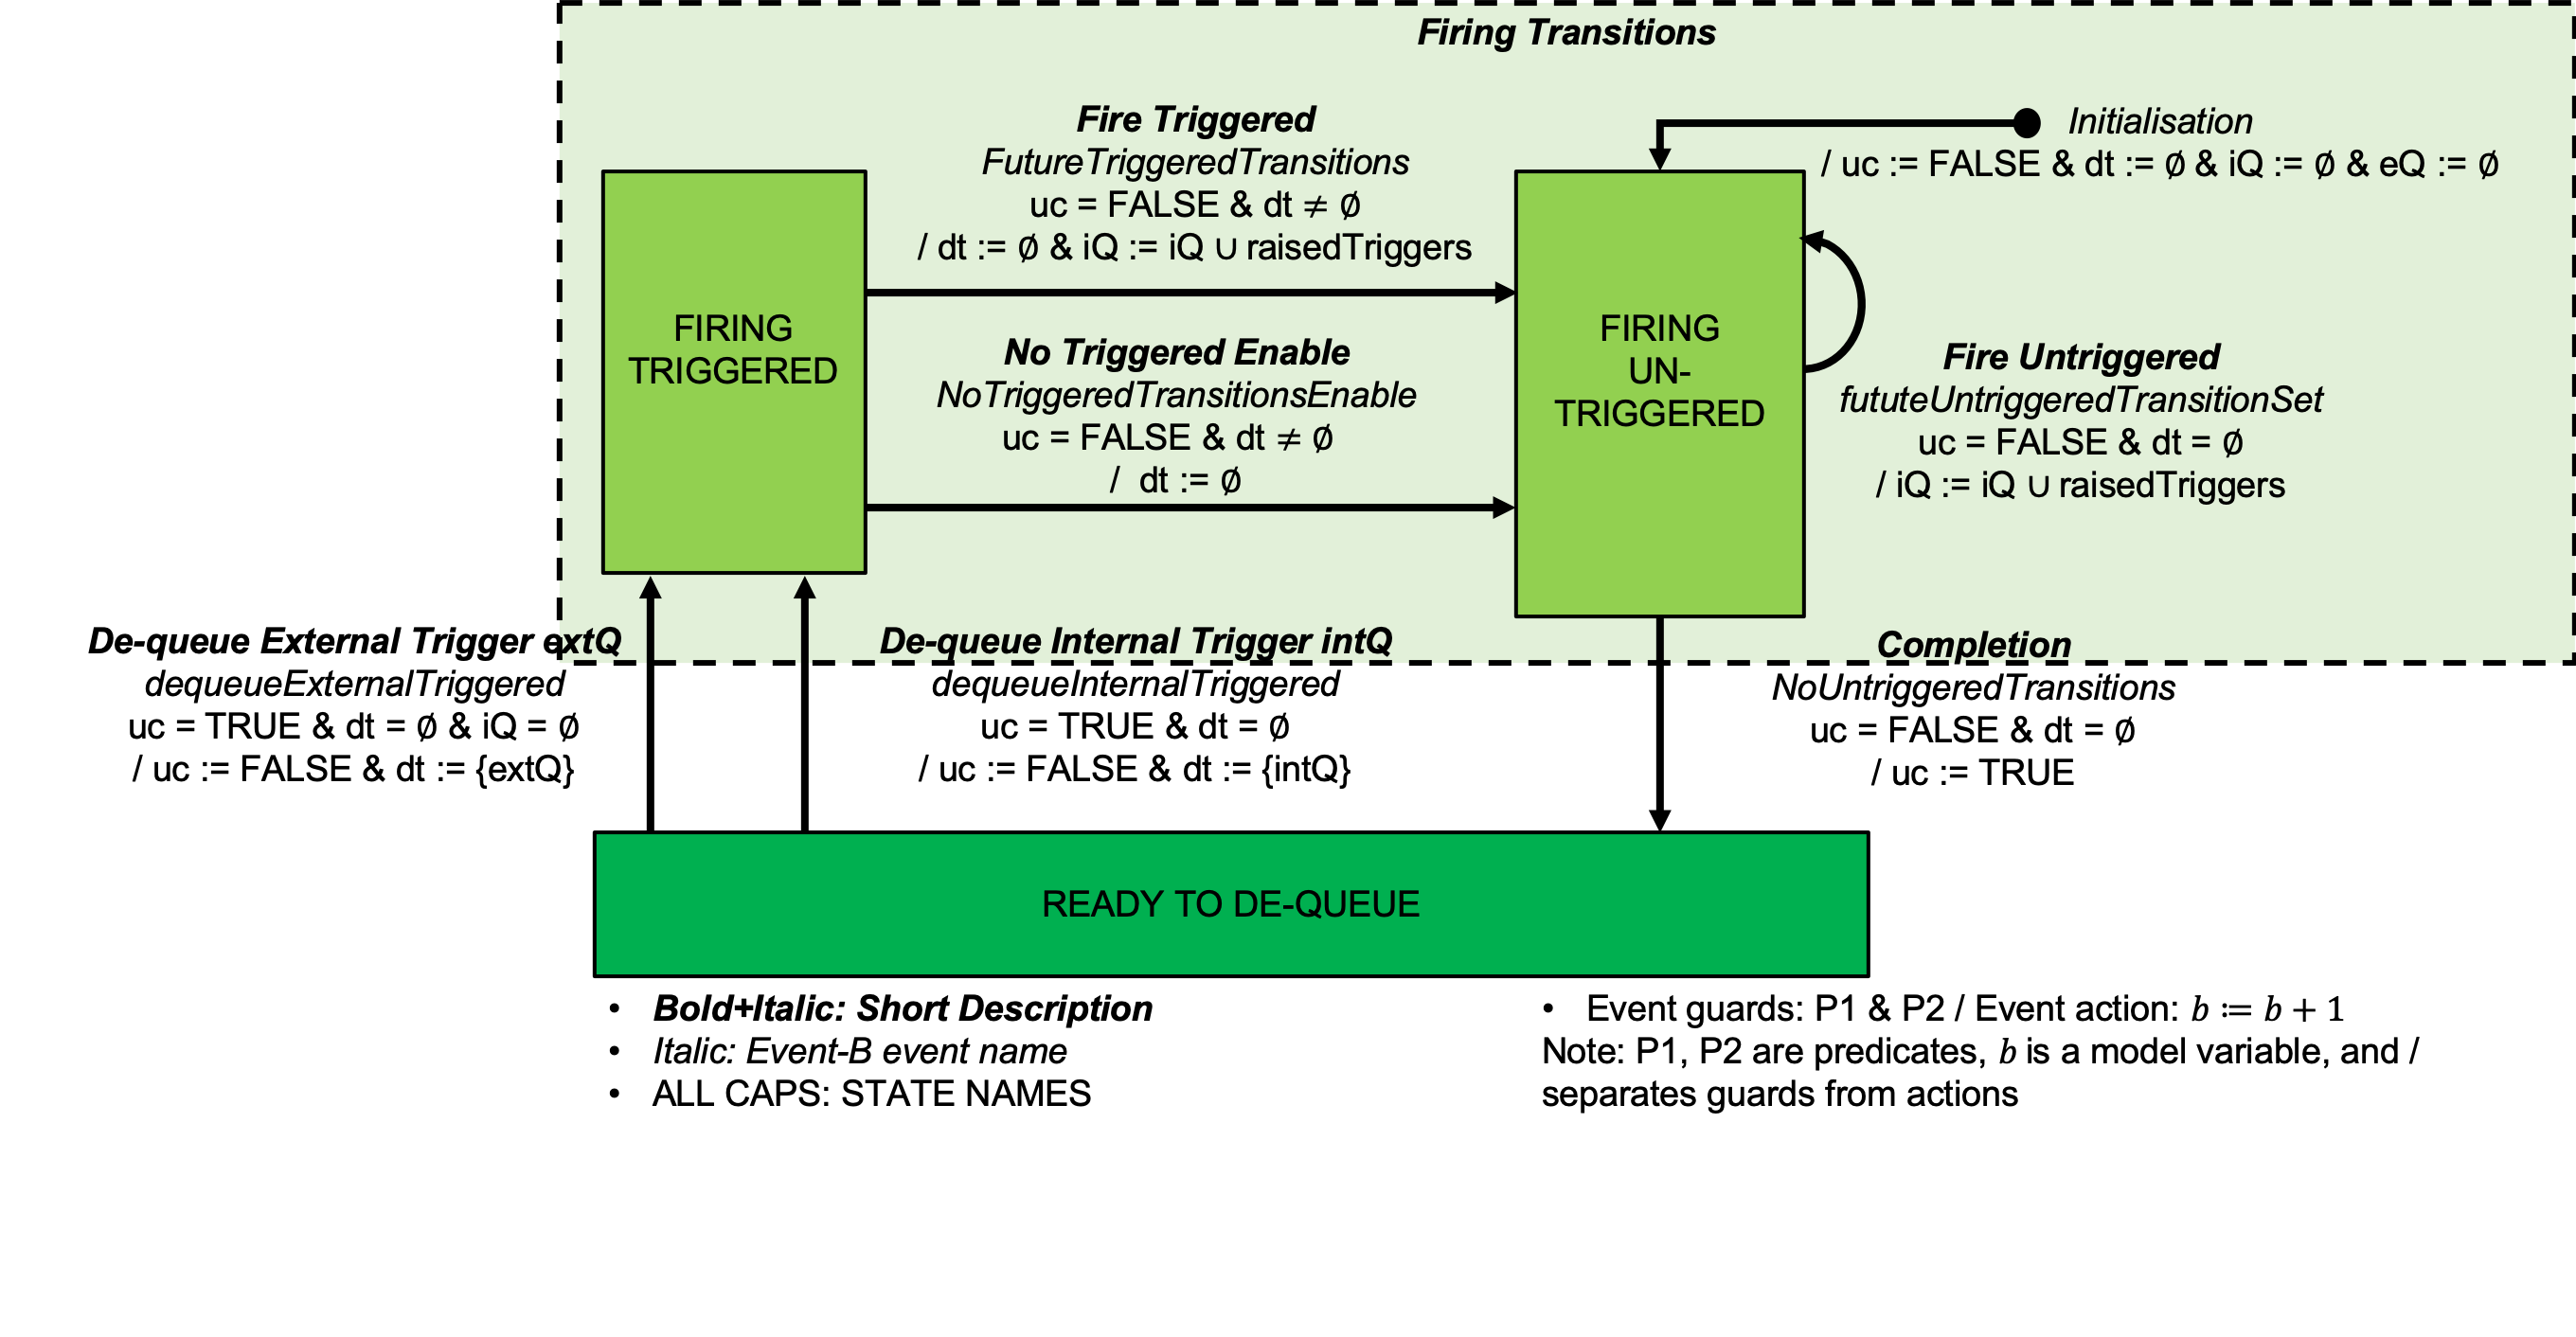 Firing Transitions
Fire Triggered
FutureTriggeredTransitions
uc = FALSE & dt ≠ ∅
/ dt := ∅ & iQ := iQ ∪ raisedTriggers
Initialisation
/ uc := FALSE & dt := ∅ & iQ := ∅ & eQ := ∅
FIRING
TRIGGERED
No Triggered Enable
NoTriggeredTransitionsEnable
uc = FALSE & dt ≠ ∅
/ dt := ∅
FIRING
UN-
TRIGGERED
Fire Untriggered
fututeUntriggeredTransitionSet
uc = FALSE & dt = ∅
/ iQ := iQ ∪ raisedTriggers
De-queue External Trigger extQ
dequeueExternalTriggered
uc = TRUE & dt = ∅ & iQ = ∅
/ uc := FALSE & dt := {extQ}
De-queue Internal Trigger intQ
dequeueInternalTriggered
uc = TRUE & dt = ∅
/ uc := FALSE & dt := {intQ}
Completion
NoUntriggeredTransitions
uc = FALSE & dt = ∅
/ uc := TRUE
READY TO DE-QUEUE
• Bold+Italic: Short Description
• Italic: Event-B event name
• ALL CAPS: STATE NAMES
• Event guards: P1 & P2 / Event action: b := b + 1
Note: P1, P2 are predicates, b is a model variable, and /
separates guards from actions